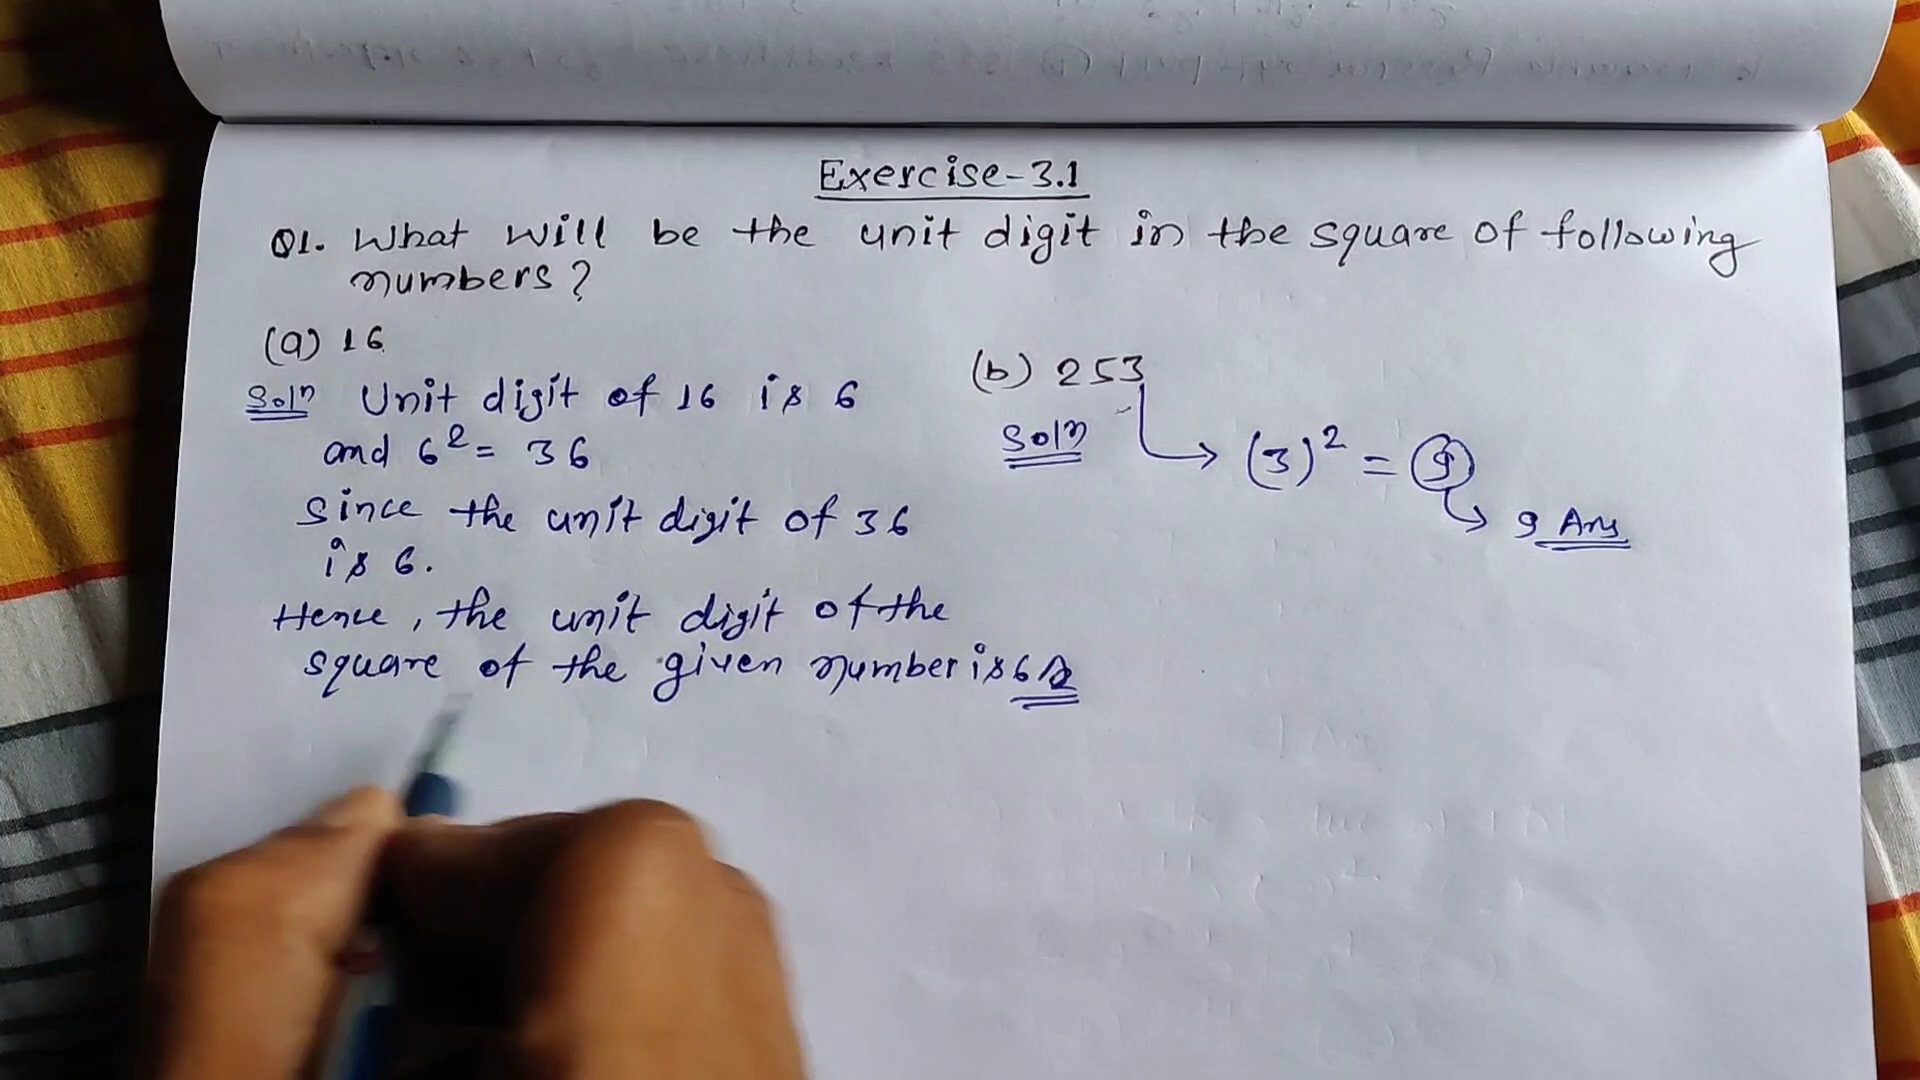 Exercise-3.1
Q1. What will be the unit digit in the square of following
numbers?
(a) 16
Soln Unit digit of 16 is 6
and 6² = 36
Since the unit digit of 36
is 6.
Hence, the unit digit of the
square of the given number is 6 A
(b) 253
Soln → (3)² = 9
→ 9 Ans